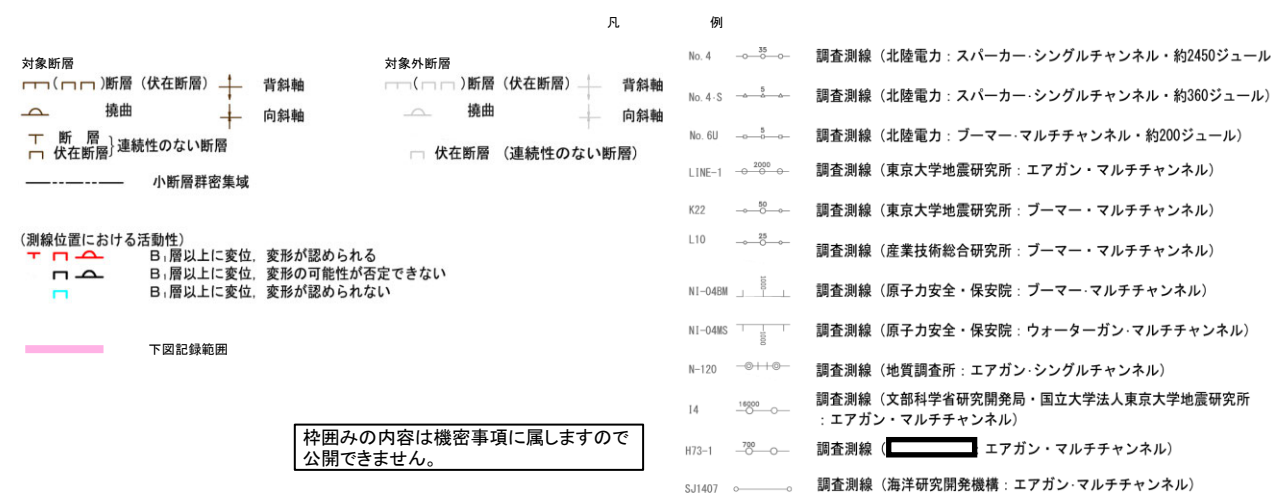 凡 例
対象断層
( )断層（伏在断層）
背斜軸
撓曲
向斜軸
断 層
伏在断層
}連続性のない断層
小断層群密集域
対象外断層
( )断層（伏在断層）
背斜軸
撓曲
向斜軸
伏在断層 （連続性のない断層）
(測線位置における活動性)
B₁層以上に変位，変形が認められる
B₁層以上に変位，変形の可能性が否定できない
B₁層以上に変位，変形が認められない
下図記録範囲
枠囲みの内容は機密事項に属しますので
公開できません。
No.4 35 調査測線（北陸電力：スパーカー・シングルチャンネル・約2450ジュール
No.4-S 5 調査測線（北陸電力：スパーカー・シングルチャンネル・約360ジュール）
No.6U 5 調査測線（北陸電力：ブーマー・マルチチャンネル・約200ジュール）
LINE-1 2000 調査測線（東京大学地震研究所：エアガン・マルチチャンネル）
K22 50 調査測線（東京大学地震研究所：ブーマー・マルチチャンネル）
L10 25 調査測線（産業技術総合研究所：ブーマー・マルチチャンネル）
NI-04BM 1000 調査測線（原子力安全・保安院：ブーマー・マルチチャンネル）
NI-04MS 1000 調査測線（原子力安全・保安院：ウォーターガン・マルチチャンネル）
N-120 調査測線（地質調査所：エアガン・シングルチャンネル）
I4 16000 調査測線（文部科学省研究開発局・国立大学法人東京大学地震研究所
：エアガン・マルチチャンネル）
H73-1 700 調査測線（ ：エアガン・マルチチャンネル）
SJ1407 調査測線（海洋研究開発機構：エアガン・マルチチャンネル）